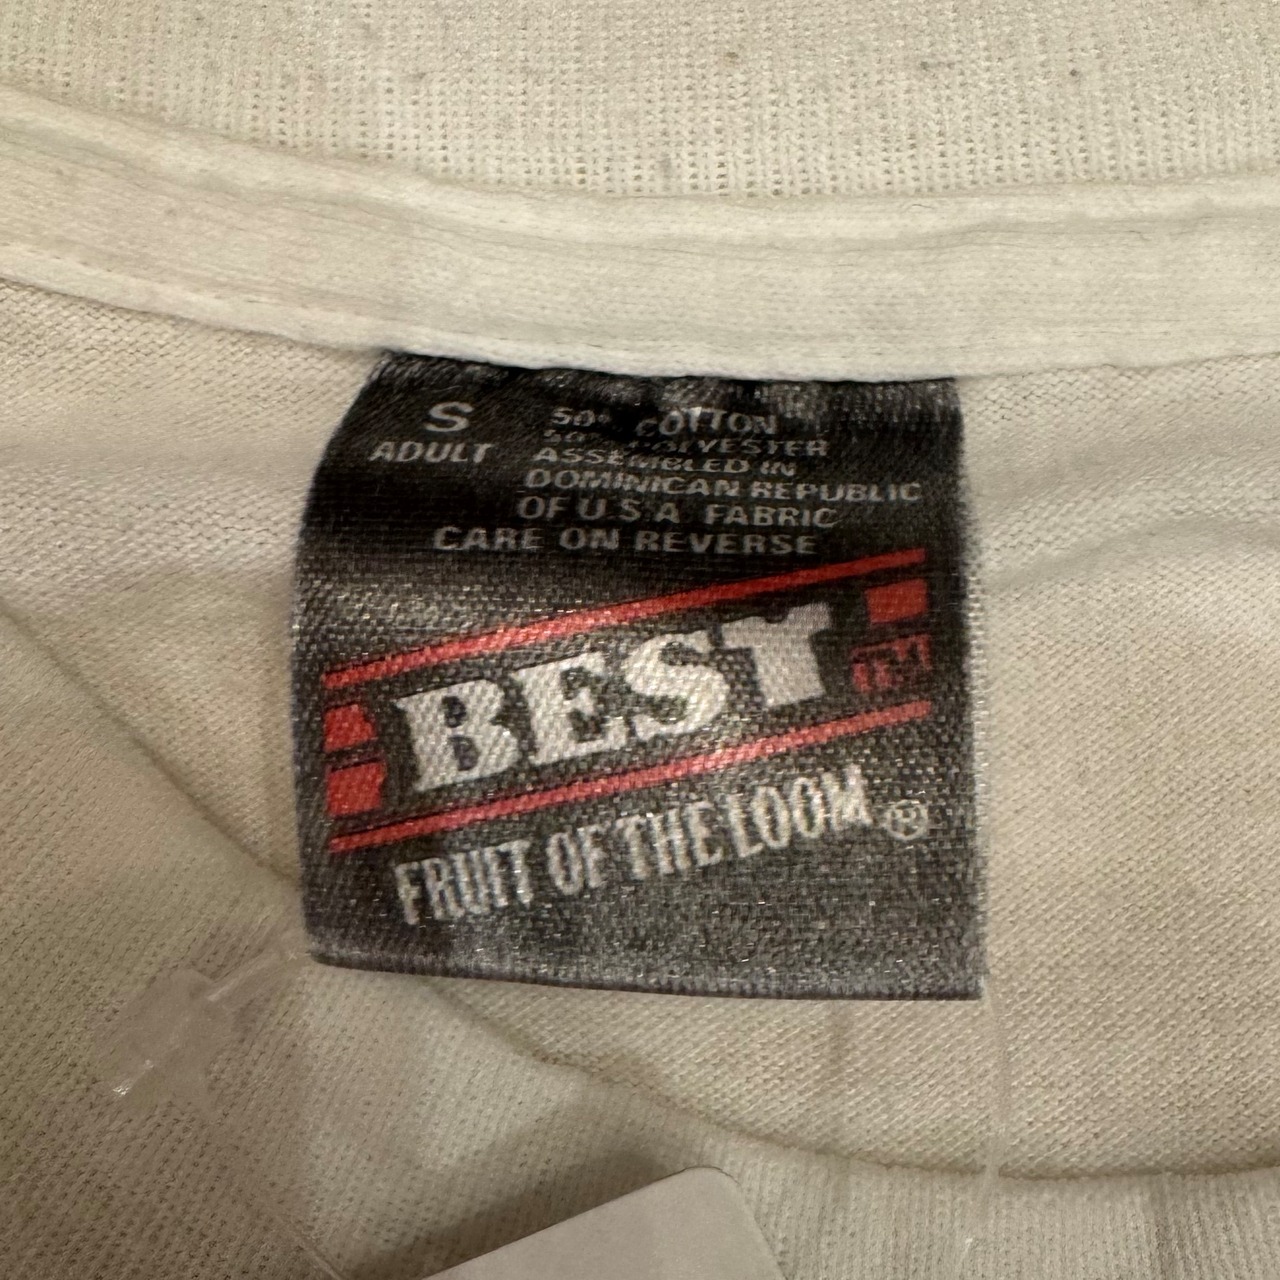 S
ADULT
50% COTTON
50% POLYESTER
ASSEMBLED IN
DOMINICAN REPUBLIC
OF U.S.A. FABRIC
CARE ON REVERSE
BEST
TM
FRUIT OF THE LOOM ®